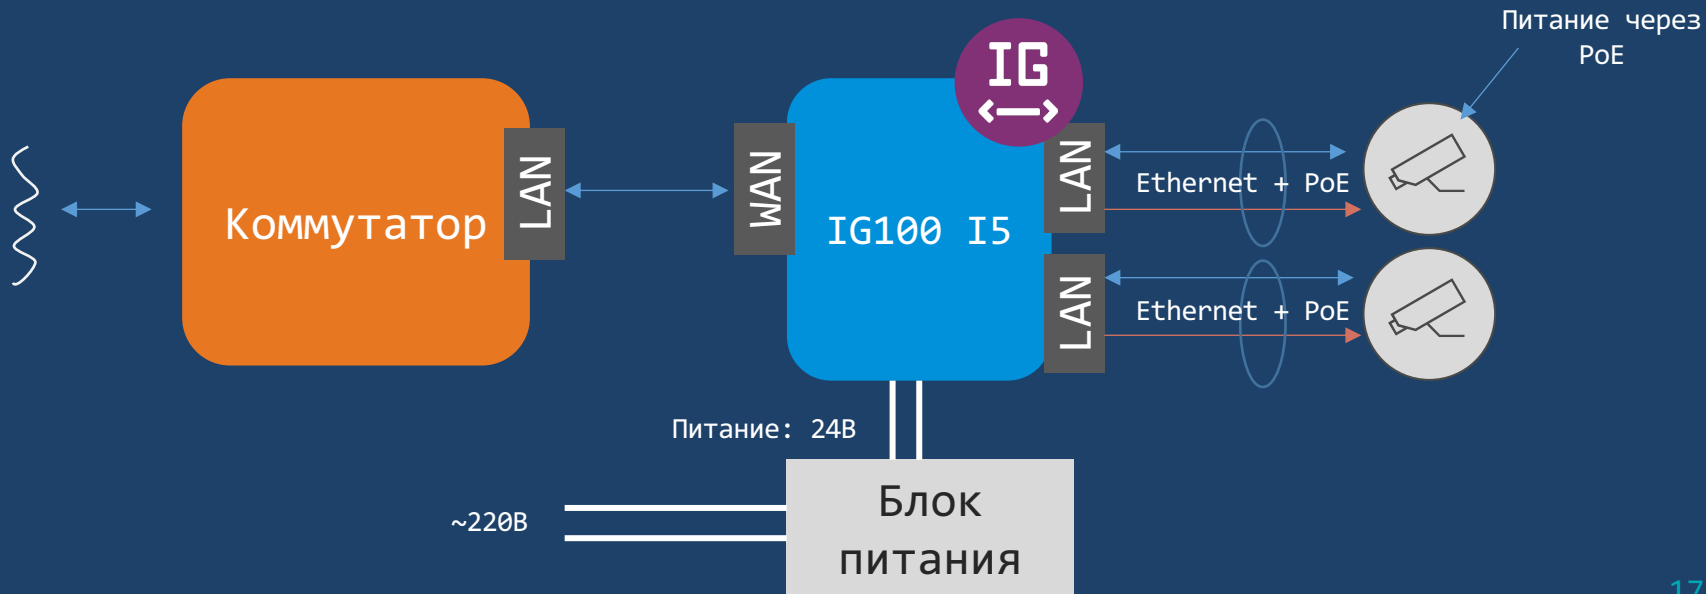 Питание через
PoE
IG
<-->
Коммутатор
LAN
WAN
IG100 I5
LAN
Ethernet + PoE
LAN
Ethernet + PoE
Питание: 24В
~220В
Блок
питания
17